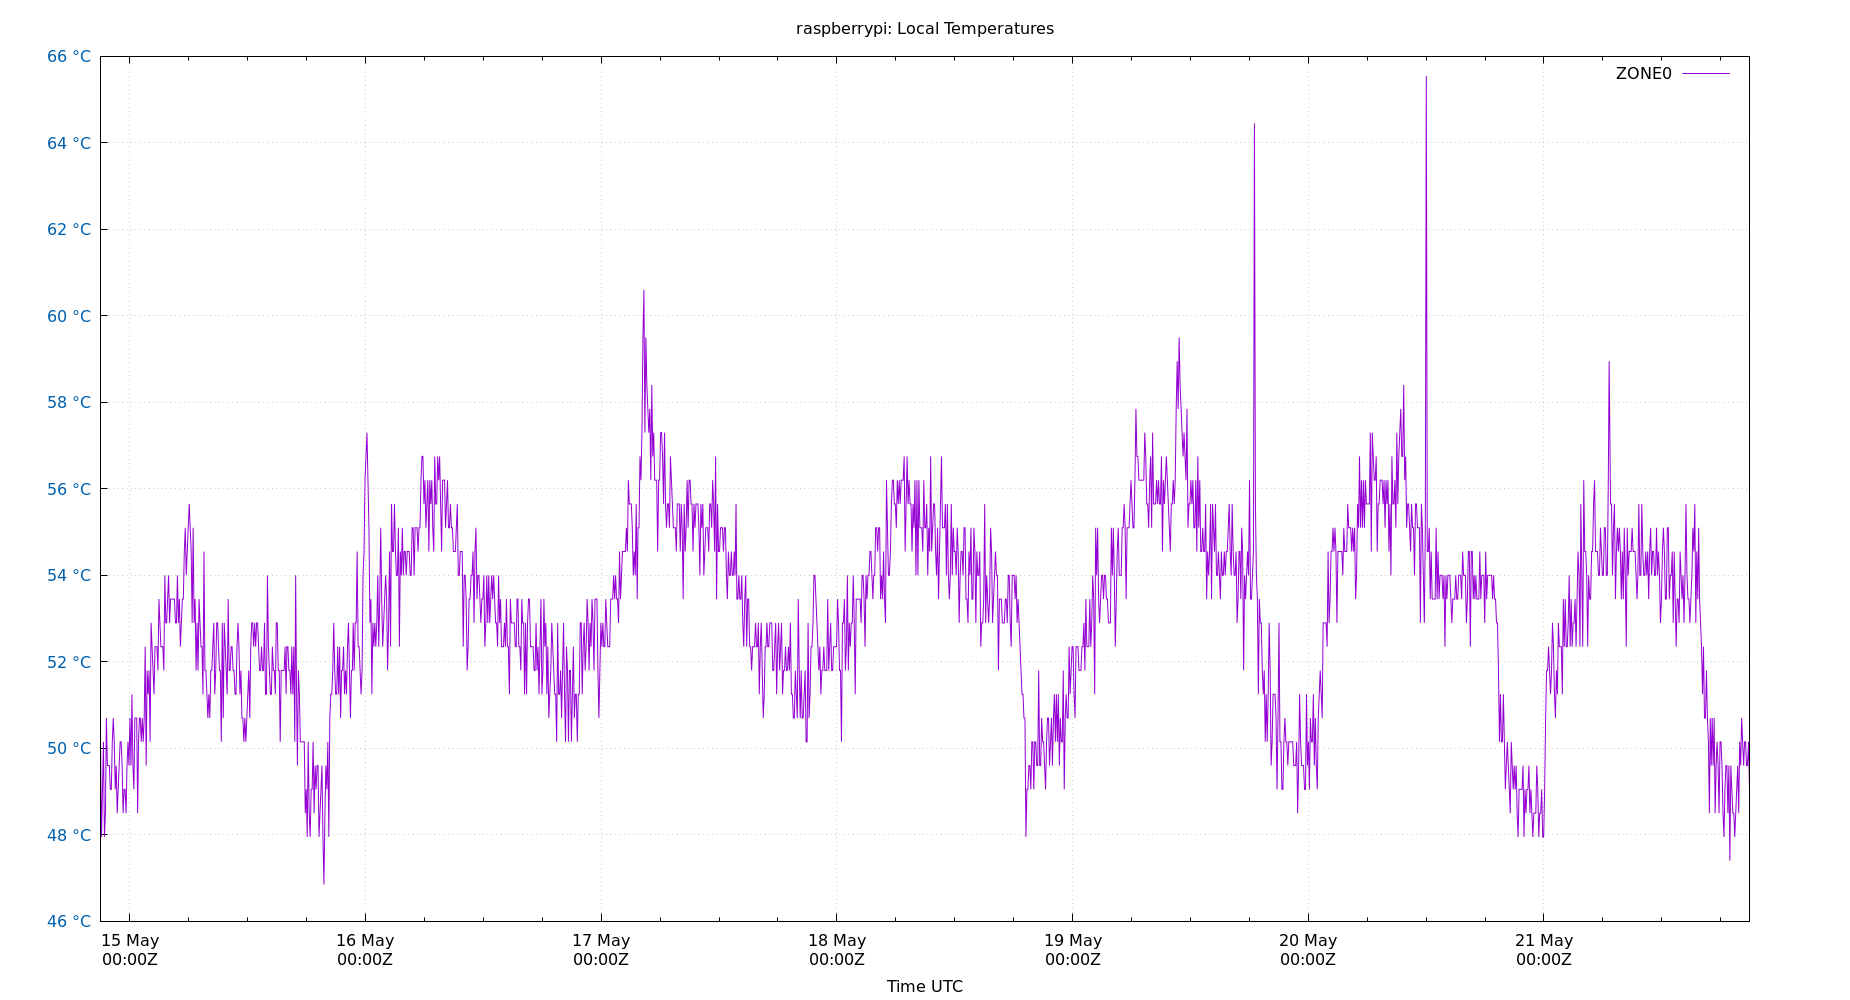 raspberrypi: Local Temperatures
66 °C
ZONE0
64 °C
62 °C
60 °C
58 °C
56 °C
54 °C
52 °C
50 °C
48 °C
46 °C
15 May 16 May 17 May 18 May 19 May 20 May 21 May
00:00Z 00:00Z 00:00Z 00:00Z 00:00Z 00:00Z 00:00Z
Time UTC